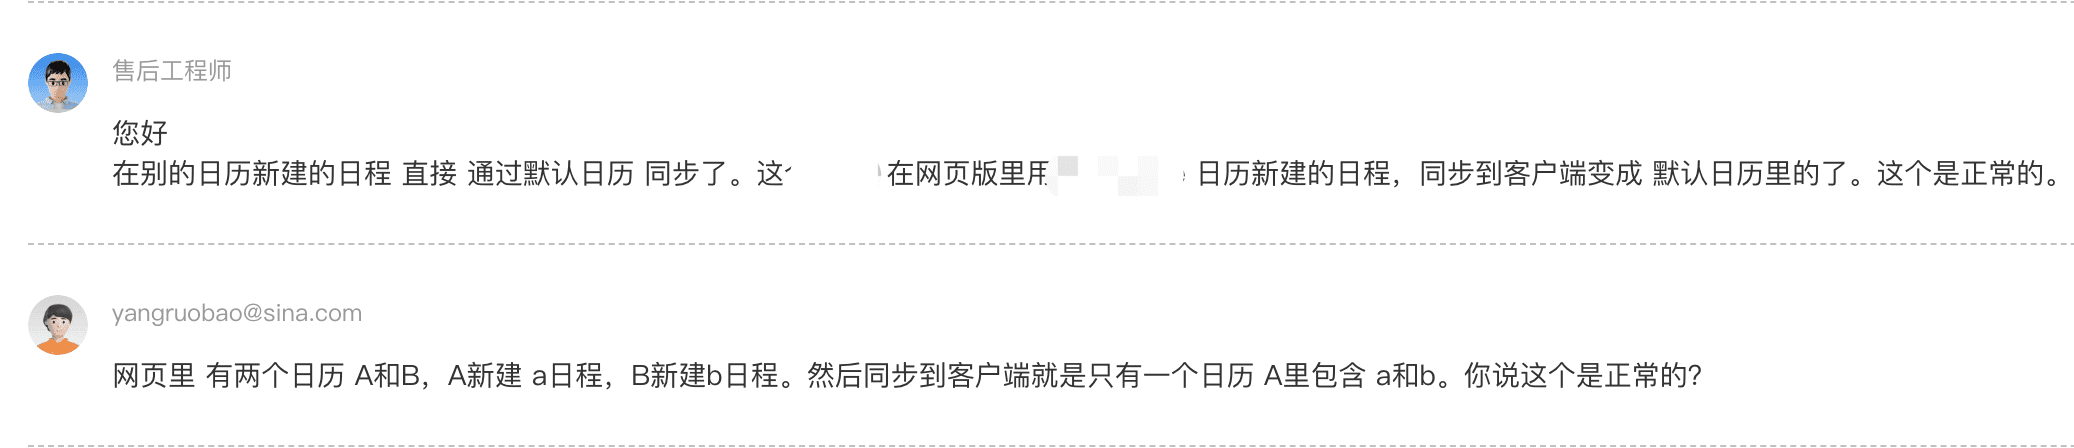 售后工程师
您好
在别的日历新建的日程 直接 通过默认日历 同步了。这 在网页版里用 日历新建的日程，同步到客户端变成 默认日历里的了。这个是正常的。
yangruobao@sina.com
网页里 有两个日历 A和B，A新建 a日程，B新建b日程。然后同步到客户端就是只有一个日历 A里包含 a和b。你说这个是正常的?